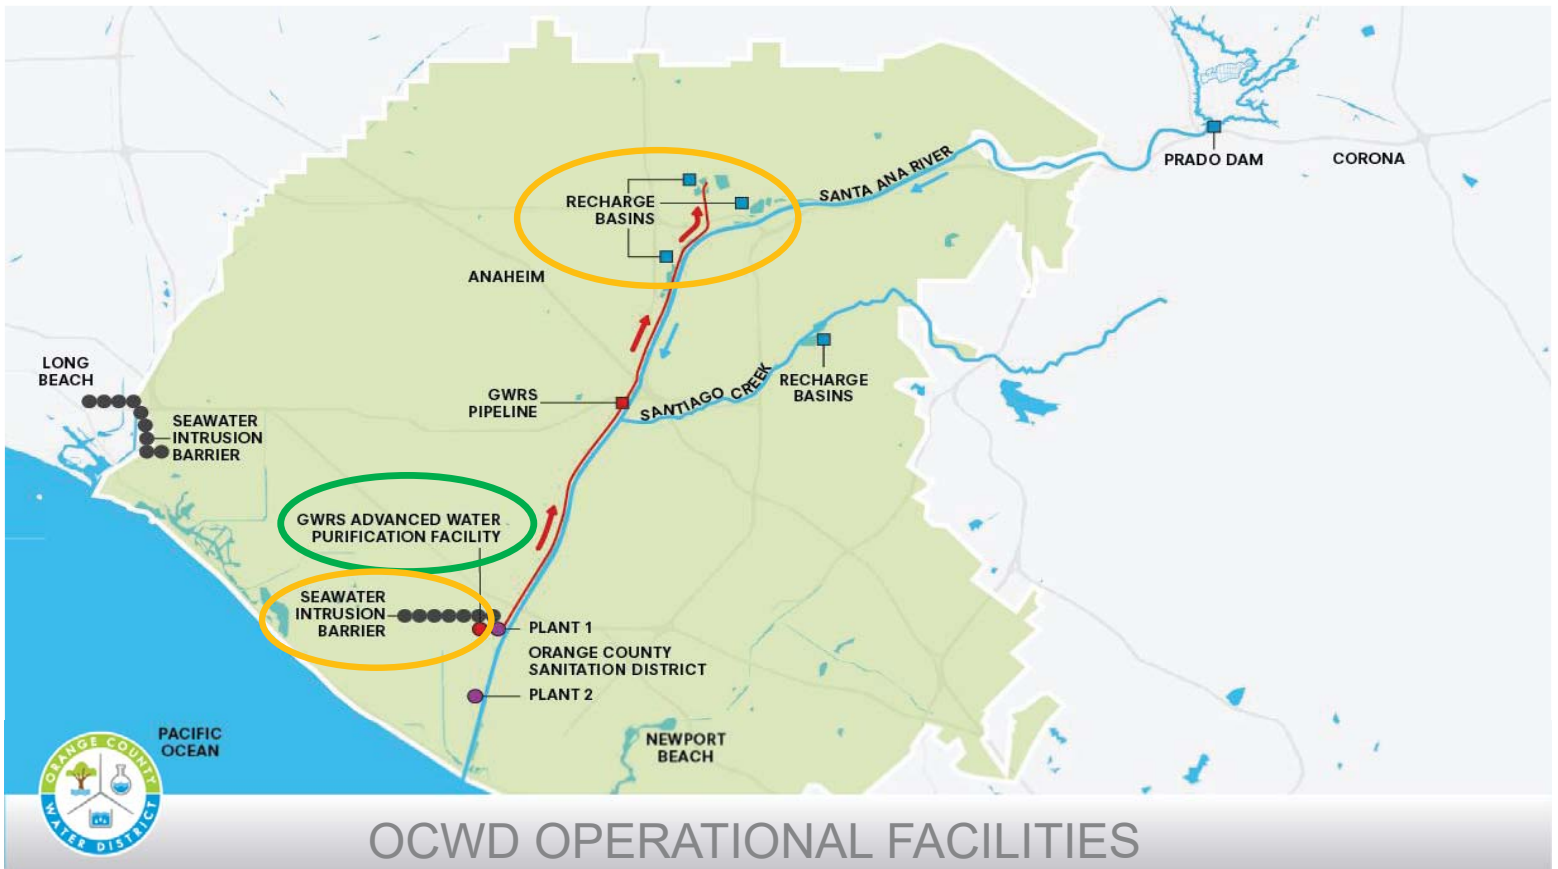 PRADO DAM
CORONA
SANTA ANA RIVER
RECHARGE
BASINS
ANAHEIM
LONG
BEACH
SEAWATER
INTRUSION
BARRIER
GWRS
PIPELINE
SANTIAGO CREEK
RECHARGE
BASINS
GWRS ADVANCED WATER
PURIFICATION FACILITY
SEAWATER
INTRUSION
BARRIER
PLANT 1
ORANGE COUNTY
SANITATION DISTRICT
PLANT 2
PACIFIC
OCEAN
NEWPORT
BEACH
ORANGE COUNTY
WATER DISTRICT
OCWD OPERATIONAL FACILITIES